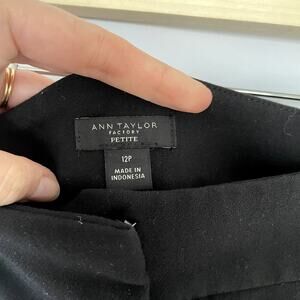 ANN TAYLOR
FACTORY
PETITE
12P
MADE IN
INDONESIA